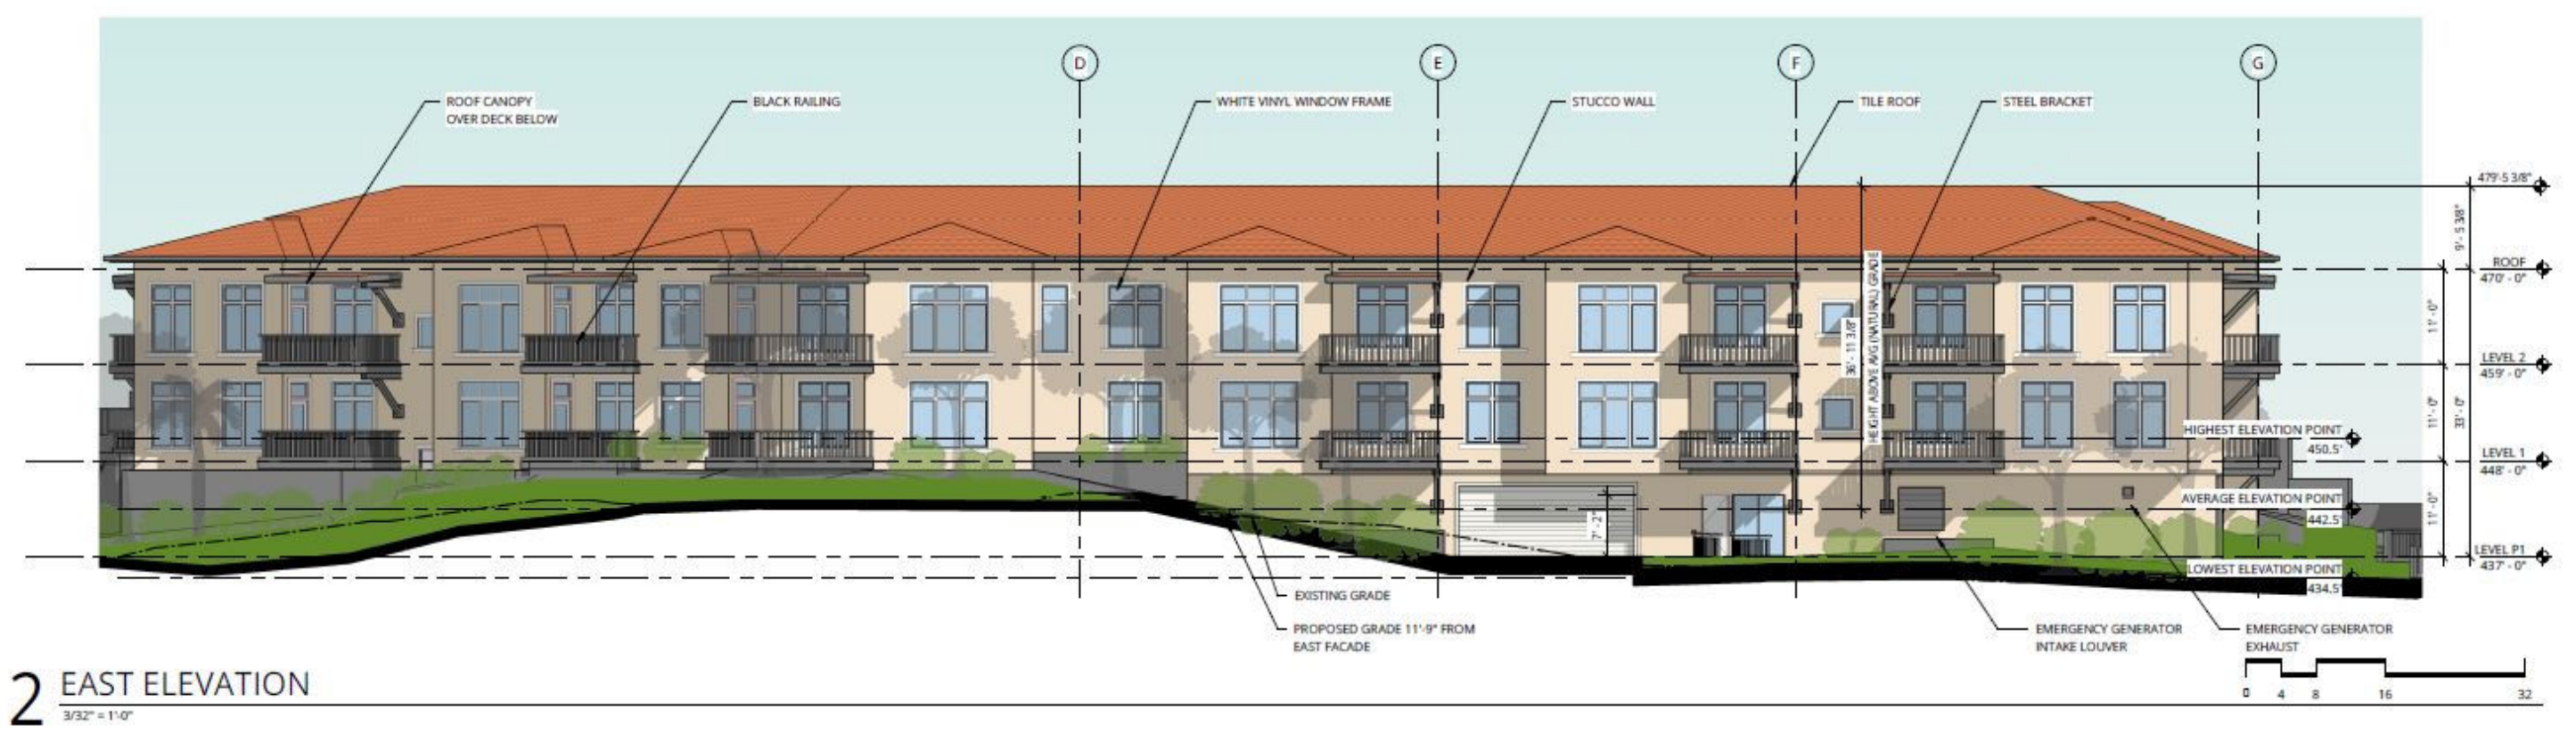 D
E
F
G
ROOF CANOPY
OVER DECK BELOW
BLACK RAILING
WHITE VINYL WINDOW FRAME
STUCCO WALL
TILE ROOF
STEEL BRACKET
479'-5 3/8"
9'- 5 3/8"
ROOF
470' - 0"
11' - 0"
LEVEL 2
459' - 0"
11' - 0"
33' - 0"
36' - 11 3/8"
HEIGHT ABOVE AVG (NATURAL) GRADE
HIGHEST ELEVATION POINT
450.5'
LEVEL 1
448' - 0"
AVERAGE ELEVATION POINT
442.5'
11' - 0"
7' - 2"
LEVEL P1
437' - 0"
LOWEST ELEVATION POINT
434.5'
EXISTING GRADE
PROPOSED GRADE 11'-9" FROM
EAST FACADE
EMERGENCY GENERATOR
INTAKE LOUVER
EMERGENCY GENERATOR
EXHAUST
2 EAST ELEVATION
3/32" = 1'-0"
0 4 8 16 32